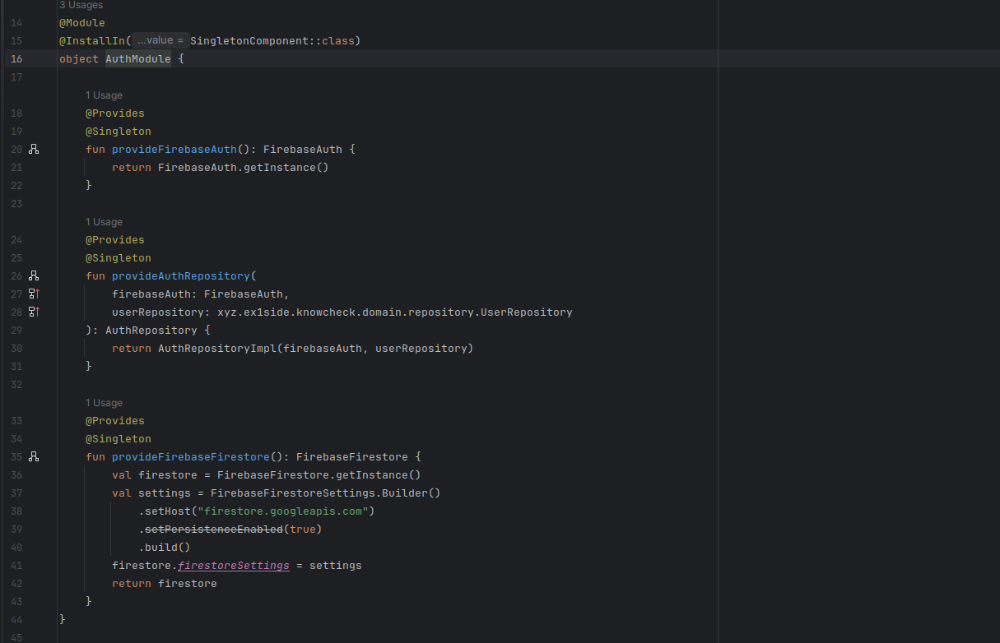 3 Usages
14 @Module
15 @InstallIn( ...value = SingletonComponent::class)
16 object AuthModule {
17
1 Usage
18 @Provides
19 @Singleton
20 fun provideFirebaseAuth(): FirebaseAuth {
21 return FirebaseAuth.getInstance()
22 }
23
1 Usage
24 @Provides
25 @Singleton
26 fun provideAuthRepository(
27 firebaseAuth: FirebaseAuth,
28 userRepository: xyz.ex1side.knowcheck.domain.repository.UserRepository
29 ): AuthRepository {
30 return AuthRepositoryImpl(firebaseAuth, userRepository)
31 }
32
1 Usage
33 @Provides
34 @Singleton
35 fun provideFirebaseFirestore(): FirebaseFirestore {
36 val firestore = FirebaseFirestore.getInstance()
37 val settings = FirebaseFirestoreSettings.Builder()
38 .setHost("firestore.googleapis.com")
39 .setPersistenceEnabled(true)
40 .build()
41 firestore.firestoreSettings = settings
42 return firestore
43 }
44 }
45